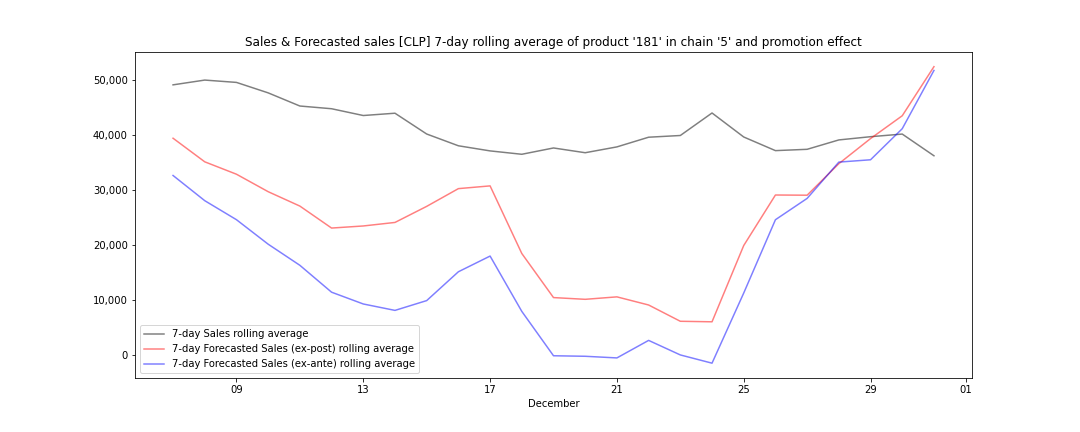 Sales & Forecasted sales [CLP] 7-day rolling average of product '181' in chain '5' and promotion effect
50,000
40,000
30,000
20,000
10,000
0
7-day Sales rolling average
7-day Forecasted Sales (ex-post) rolling average
7-day Forecasted Sales (ex-ante) rolling average
09 13 17 21 25 29 01
December